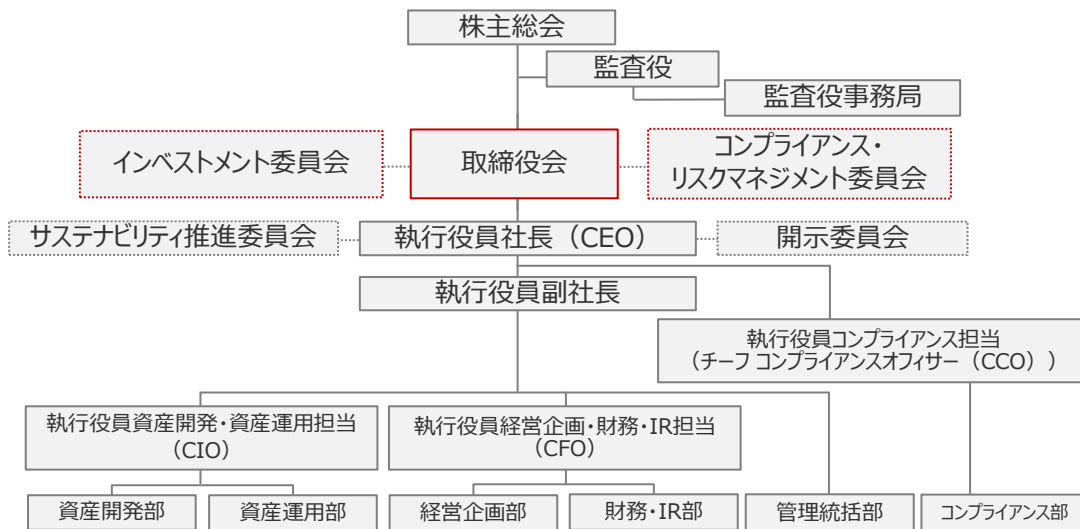 株主総会
監査役
監査役事務局
インベストメント委員会
取締役会
コンプライアンス・
リスクマネジメント委員会
サステナビリティ推進委員会
執行役員社長（CEO）
開示委員会
執行役員副社長
執行役員コンプライアンス担当
（チーフ コンプライアンスオフィサー（CCO））
執行役員資産開発・資産運用担当
（CIO）
執行役員経営企画・財務・IR担当
（CFO）
資産開発部
資産運用部
経営企画部
財務・IR部
管理統括部
コンプライアンス部